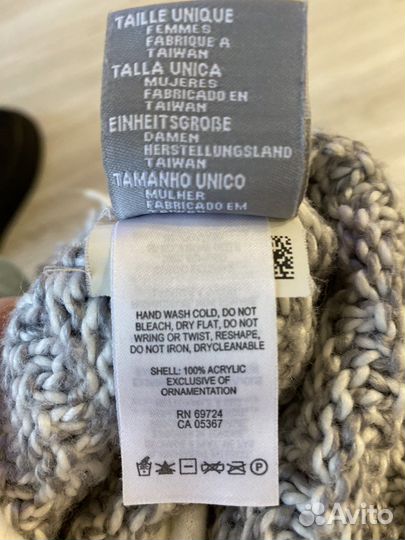 TAILLE UNIQUE
FEMMES
FABRIQUE A
TAIWAN
TALLA UNICA
MUJERES
FABRICADO EN
TAIWAN
EINHEITSGROßE
DAMEN
HERSTELLUNGSLAND
TAIWAN
TAMANHO UNICO
MULHER
FABRICADO EM
HAND WASH COLD, DO NOT
BLEACH, DRY FLAT, DO NOT
WRING OR TWIST, RESHAPE,
DO NOT IRON, DRYCLEANABLE
SHELL: 100% ACRYLIC
EXCLUSIVE OF
ORNAMENTATION
RN 69724
CA 05367
P
Avito